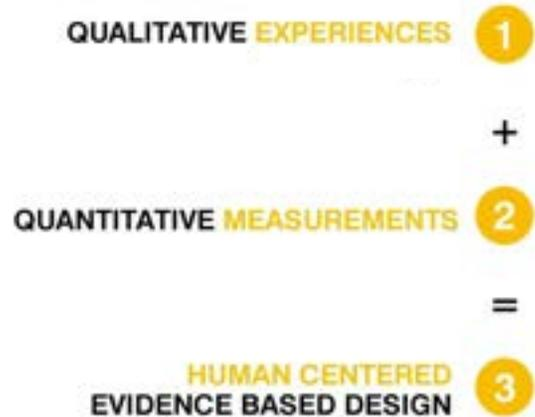 QUALITATIVE EXPERIENCES 1
+
QUANTITATIVE MEASUREMENTS 2
=
HUMAN CENTERED
EVIDENCE BASED DESIGN 3